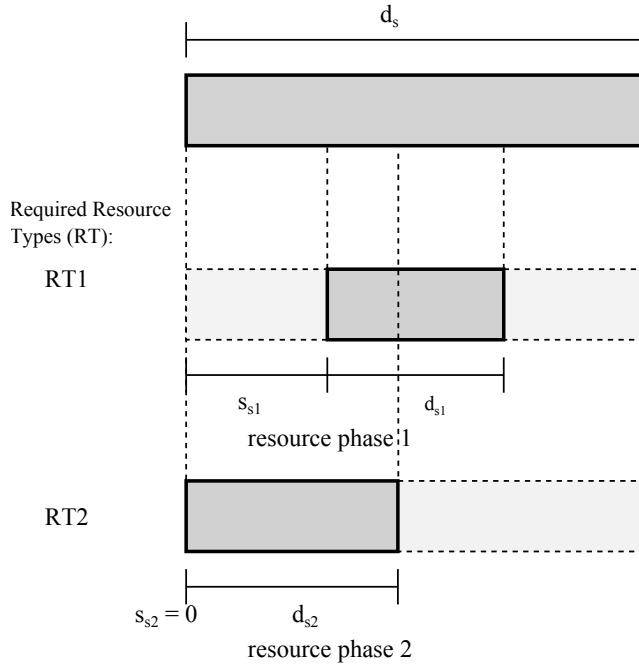 d_s
Required Resource
Types (RT):
RT1
s_s1
d_s1
resource phase 1
RT2
s_s2 = 0
d_s2
resource phase 2